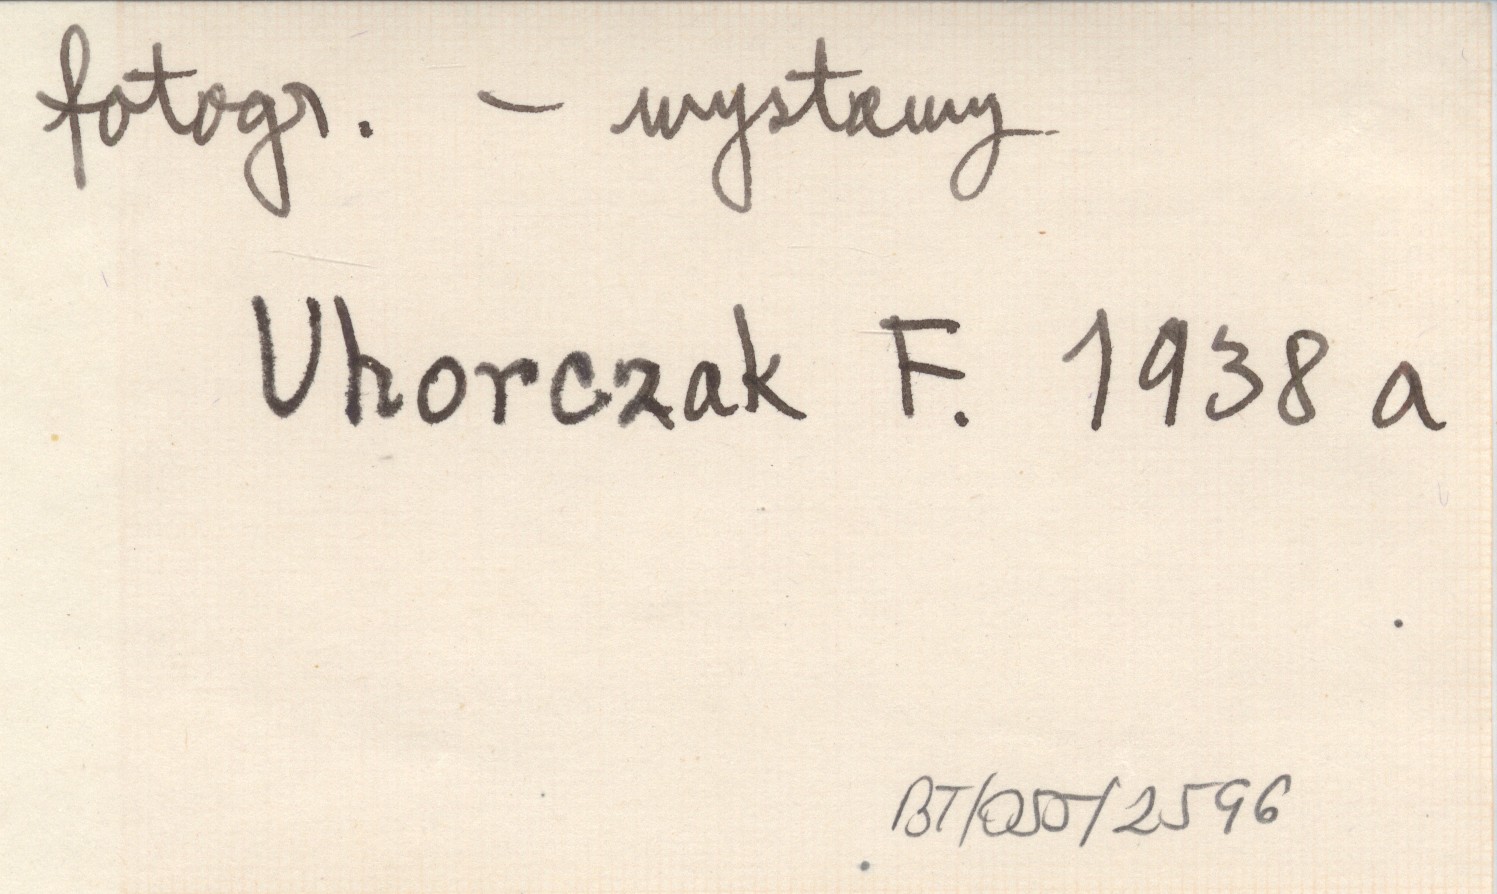 fotogr. – wystawy
Uhorczak F. 1938 a
BT/050/2596